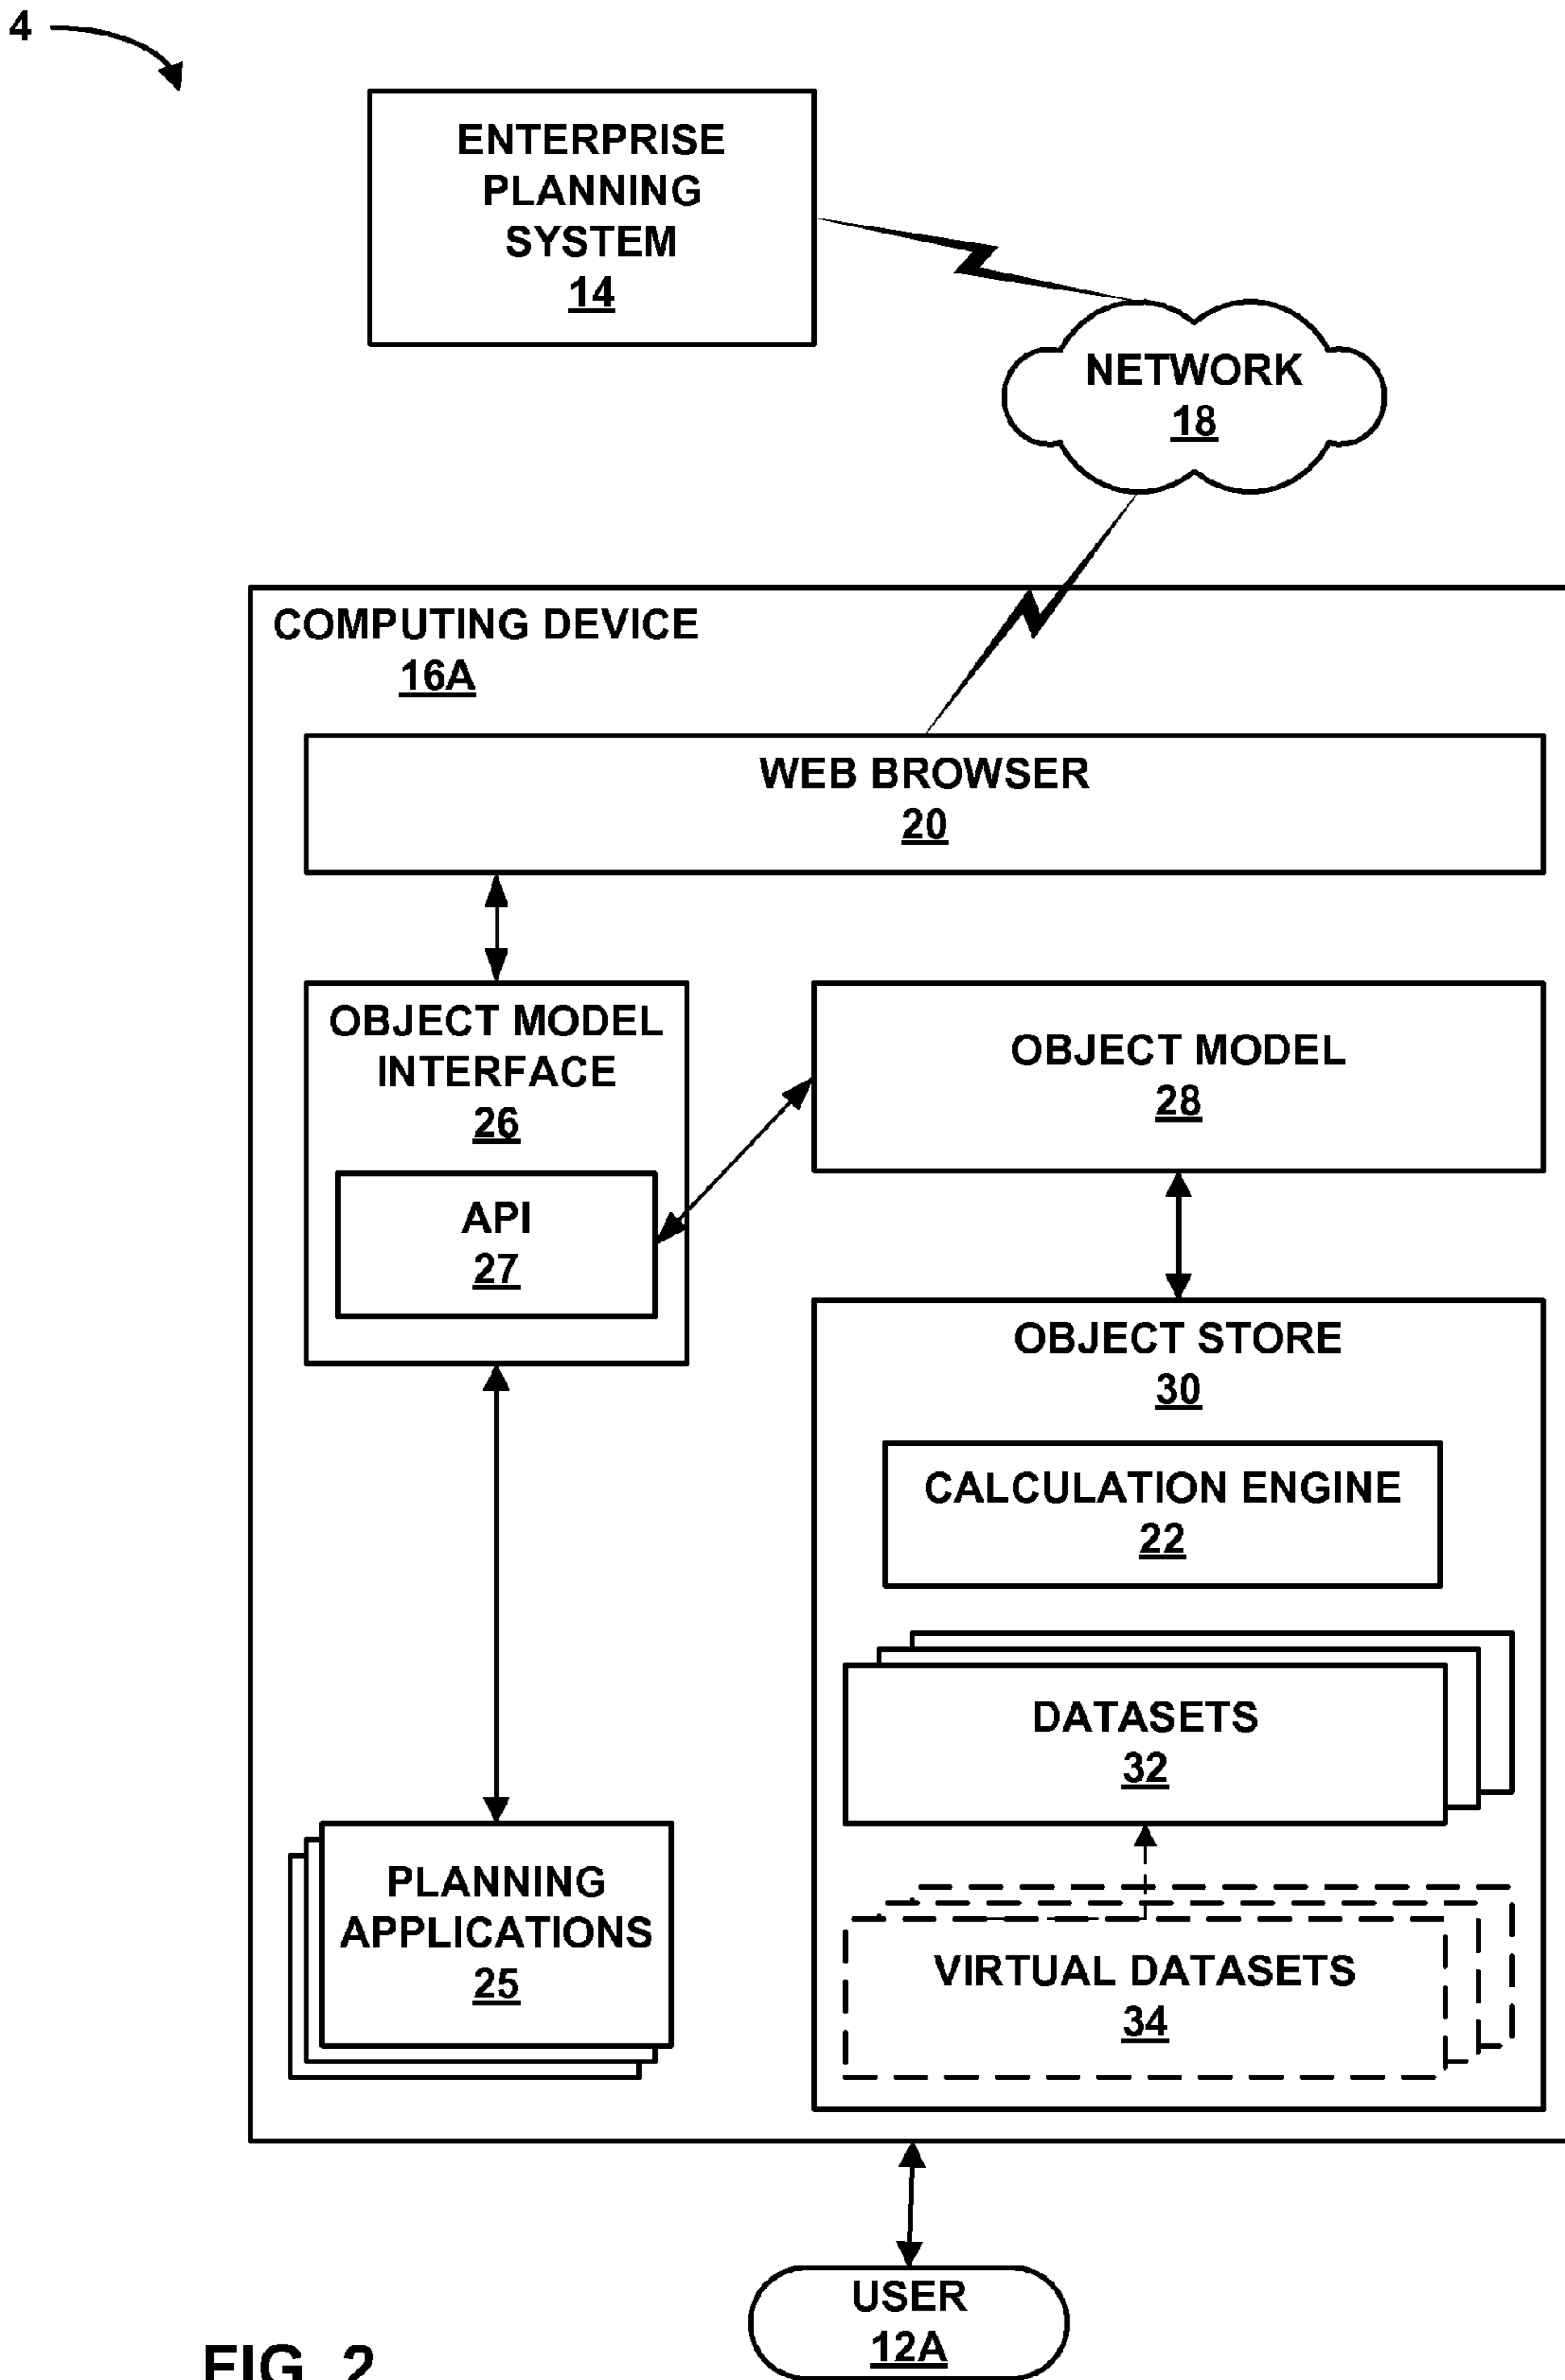 4
ENTERPRISE
PLANNING
SYSTEM
14
NETWORK
18
COMPUTING DEVICE
16A
WEB BROWSER
20
OBJECT MODEL
INTERFACE
26
API
27
OBJECT MODEL
28
OBJECT STORE
30
CALCULATION ENGINE
22
DATASETS
32
PLANNING
APPLICATIONS
25
VIRTUAL DATASETS
34
USER
12A
FIG. 2